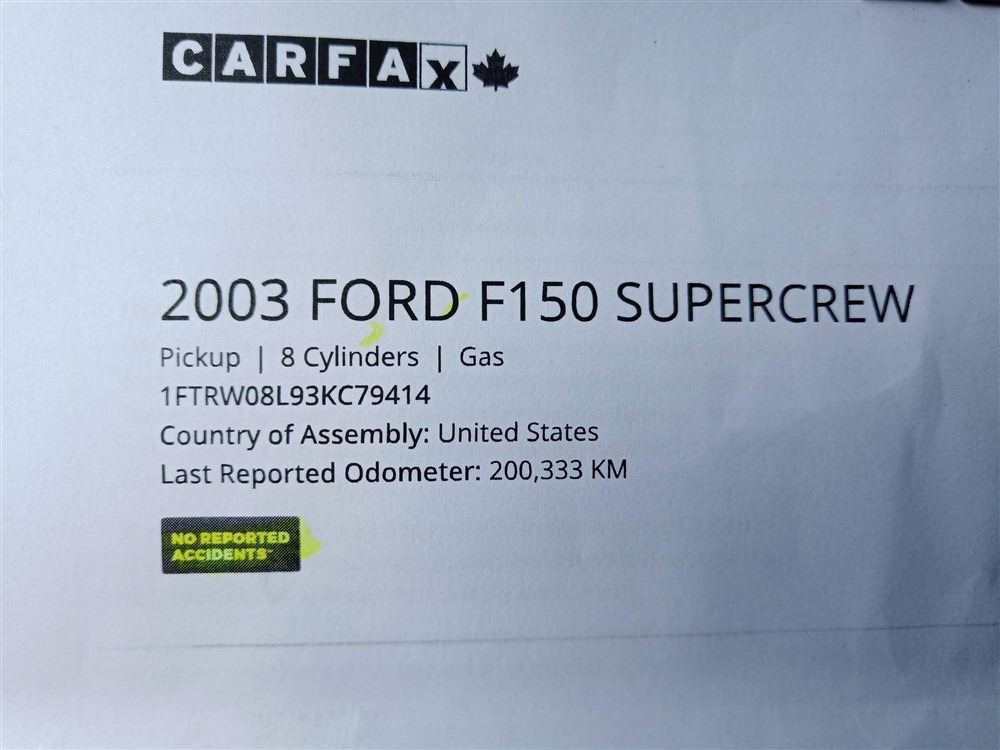 CARFAX
2003 FORD F150 SUPERCREW
Pickup | 8 Cylinders | Gas
1FTRW08L93KC79414
Country of Assembly: United States
Last Reported Odometer: 200,333 KM
NO REPORTED
ACCIDENTS™